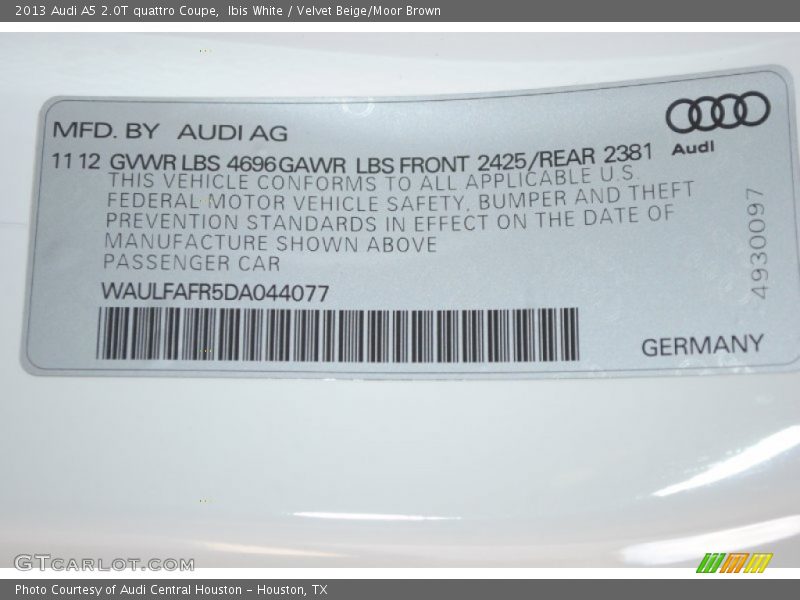 2013 Audi A5 2.0T quattro Coupe, Ibis White / Velvet Beige/Moor Brown
MFD. BY AUDI AG
Audi
11 12 GVWR LBS 4696 GAWR LBS FRONT 2425/REAR 2381
THIS VEHICLE CONFORMS TO ALL APPLICABLE U.S.
FEDERAL MOTOR VEHICLE SAFETY, BUMPER AND THEFT
PREVENTION STANDARDS IN EFFECT ON THE DATE OF
MANUFACTURE SHOWN ABOVE
PASSENGER CAR
4930097
WAULFAFR5DA044077
GERMANY
GTCARLOT.COM
Photo Courtesy of Audi Central Houston – Houston, TX